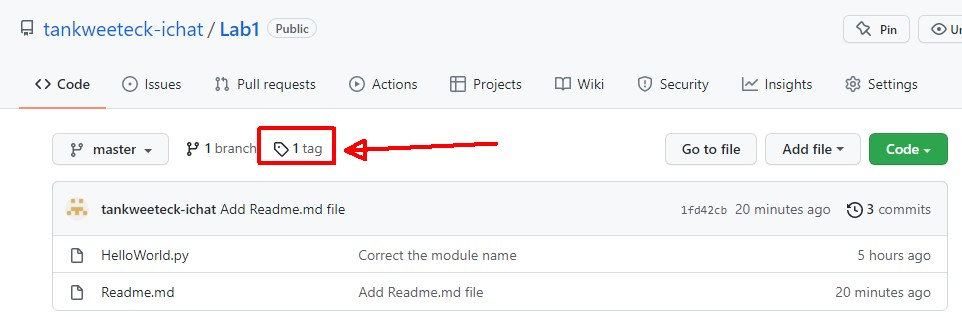 tankweeteck-ichat / Lab1 Public Pin
Code Issues Pull requests Actions Projects Wiki Security Insights Settings
master 1 branch 1 tag Go to file Add file Code
tankweeteck-ichat Add Readme.md file 1fd42cb 20 minutes ago 3 commits
HelloWorld.py Correct the module name 5 hours ago
Readme.md Add Readme.md file 20 minutes ago